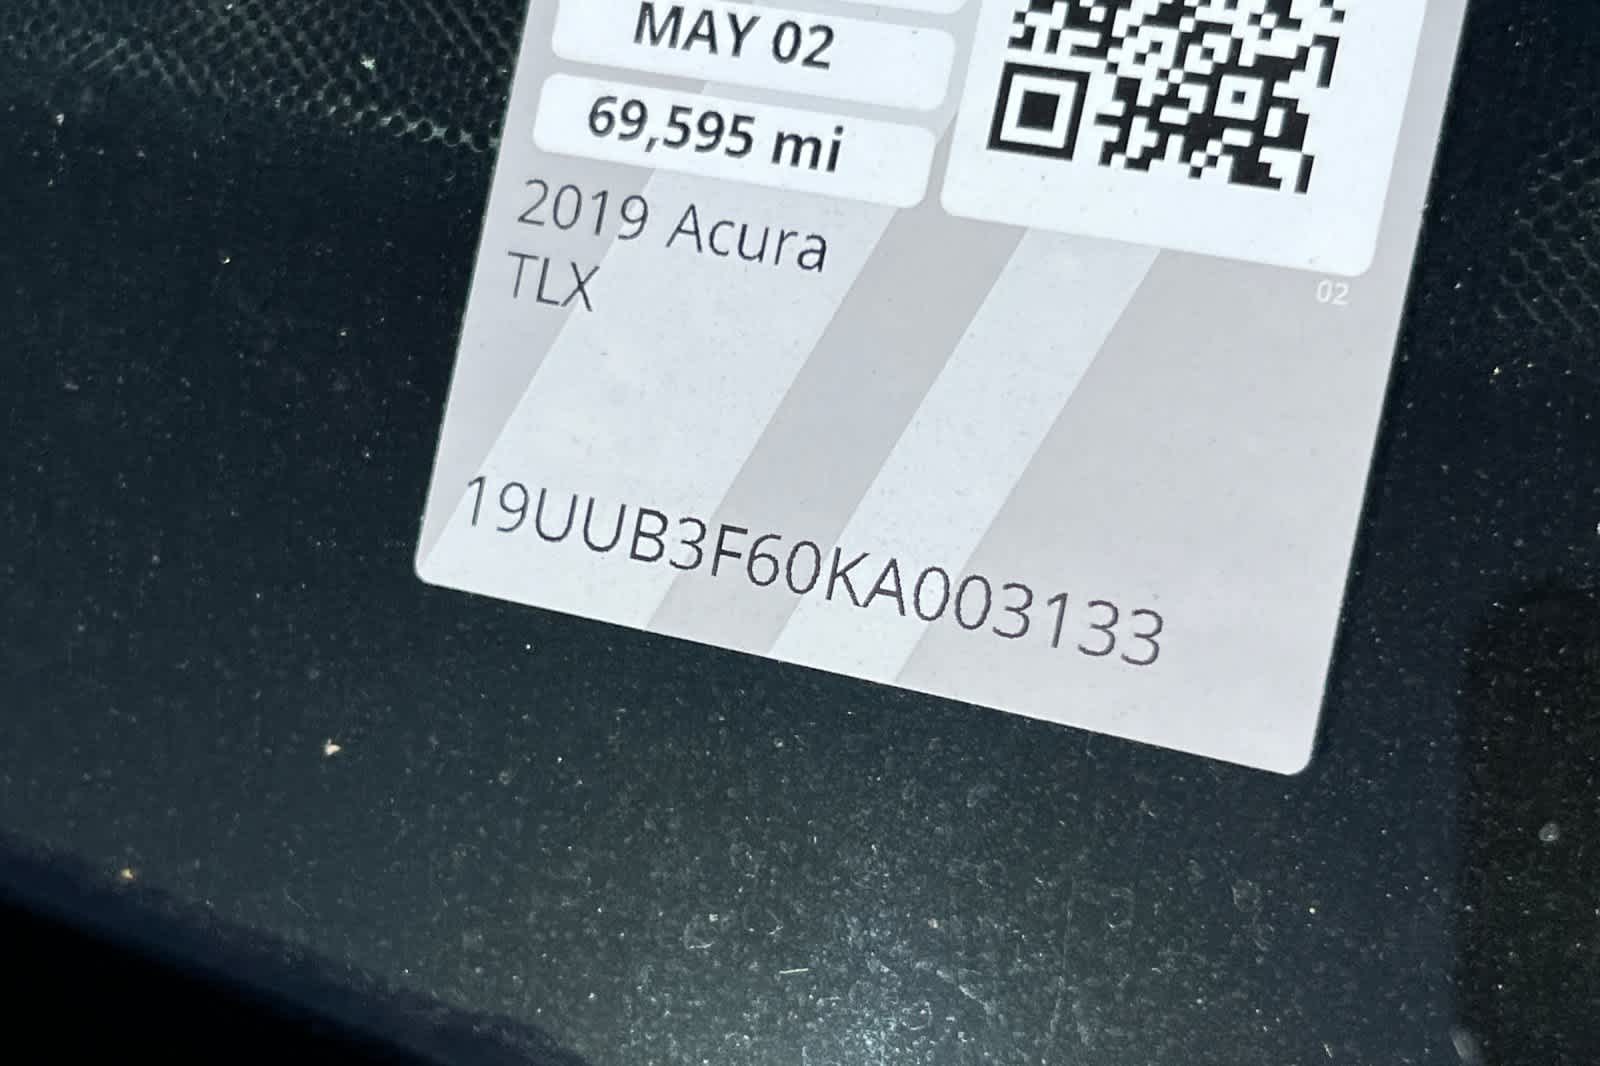 MAY 02
69,595 mi
2019 Acura
TLX
02
19UUB3F60KA003133